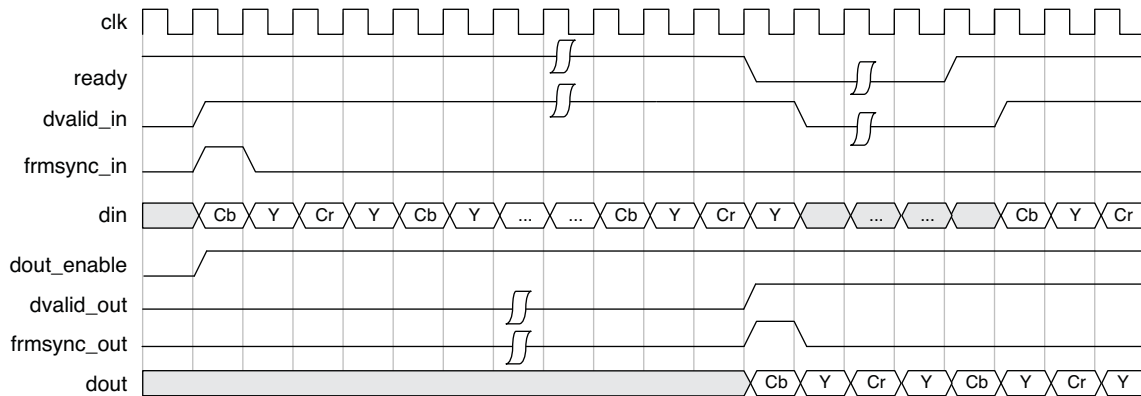 clk
ready
dvalid_in
frmsync_in
din Cb Y Cr Y Cb Y ... ... Cb Y Cr Y ... ... Cb Y Cr
dout_enable
dvalid_out
frmsync_out
dout Cb Y Cr Y Cb Y Cr Y